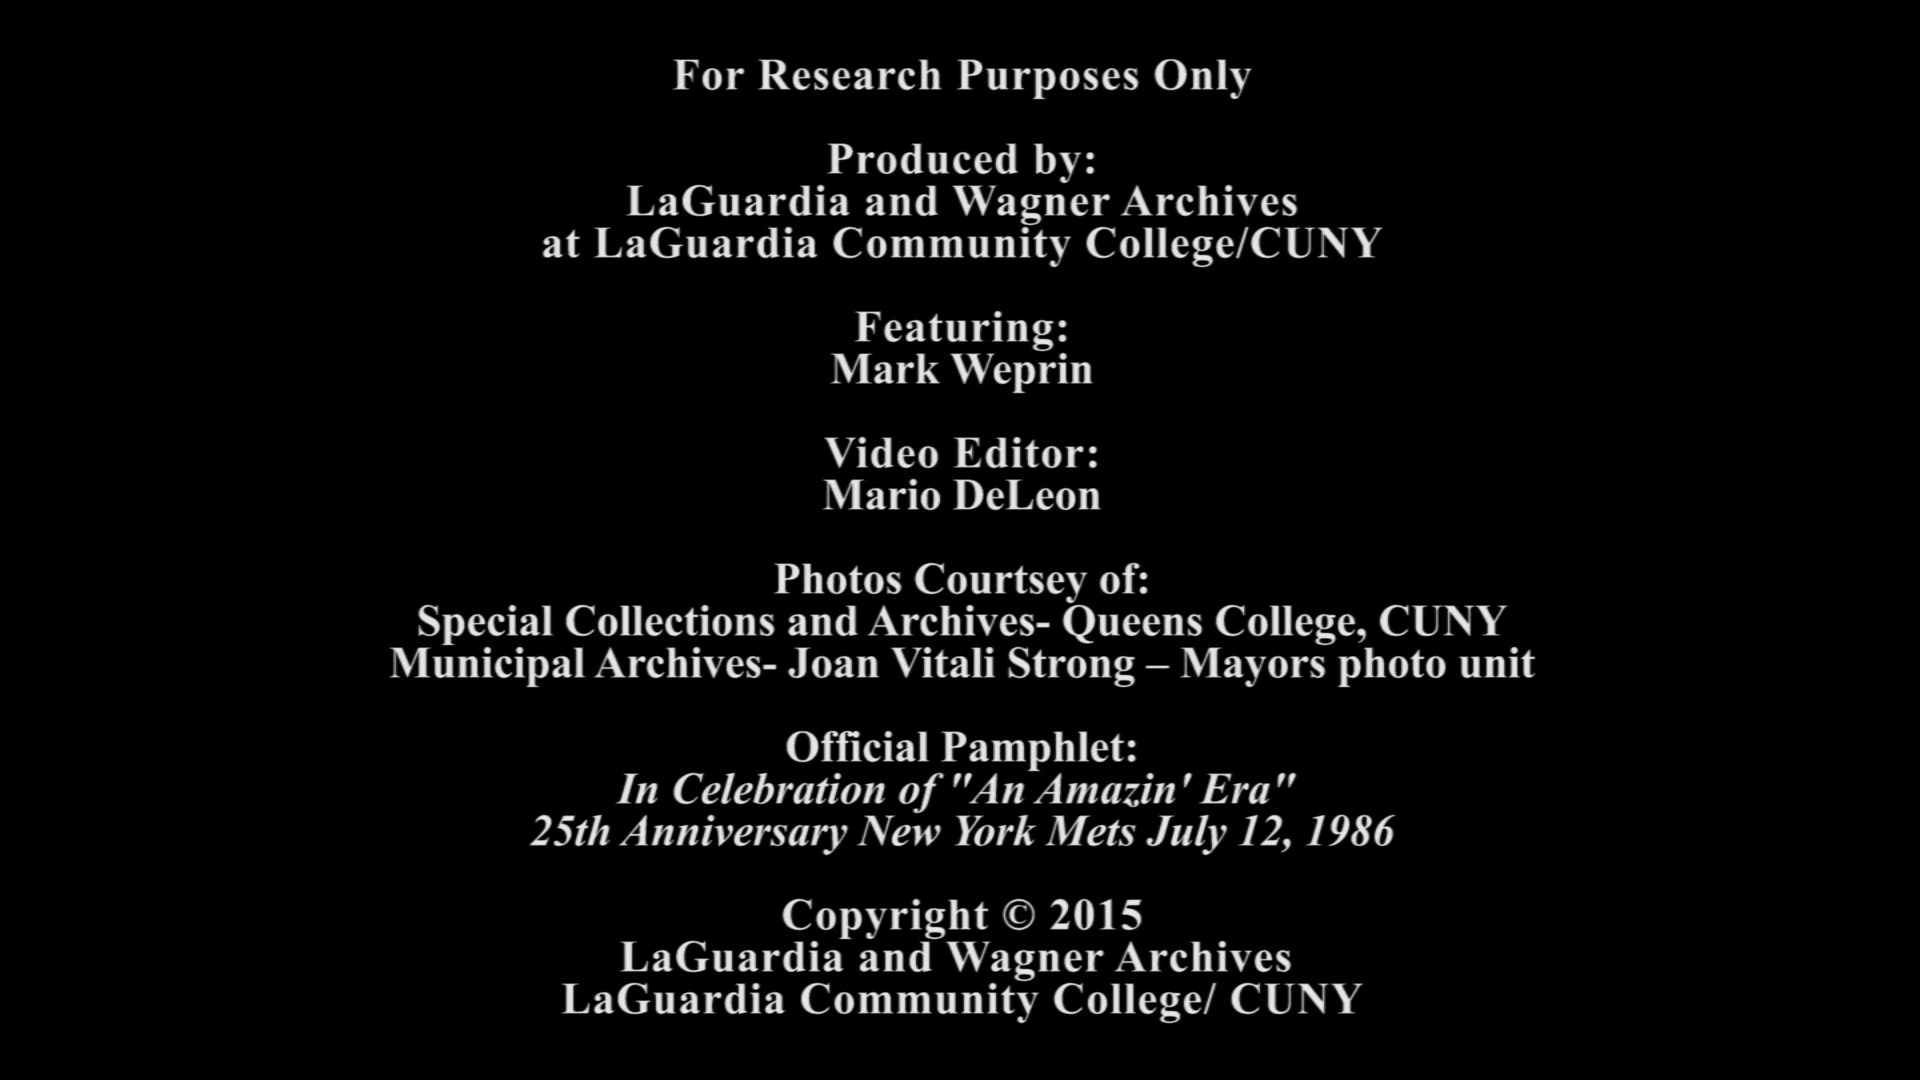 For Research Purposes Only
Produced by:
LaGuardia and Wagner Archives
at LaGuardia Community College/CUNY
Featuring:
Mark Weprin
Video Editor:
Mario DeLeon
Photos Courtsey of:
Special Collections and Archives- Queens College, CUNY
Municipal Archives- Joan Vitali Strong – Mayors photo unit
Official Pamphlet:
In Celebration of "An Amazin' Era"
25th Anniversary New York Mets July 12, 1986
Copyright © 2015
LaGuardia and Wagner Archives
LaGuardia Community College/ CUNY